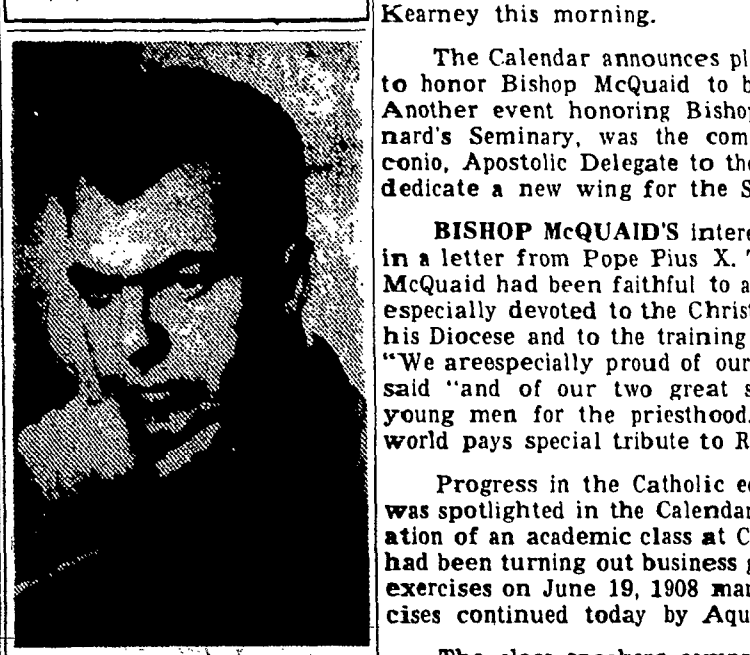 Kearney this morning.
The Calendar announces pl
to honor Bishop McQuaid to b
Another event honoring Bishop
nard's Seminary, was the com
conio, Apostolic Delegate to the
dedicate a new wing for the S
BISHOP McQUAID'S intere
in a letter from Pope Pius X. T
McQuaid had been faithful to a
especially devoted to the Christ
his Diocese and to the training
“We areespecially proud of our
said “and of our two great s
young men for the priesthood.
world pays special tribute to R
Progress in the Catholic e
was spotlighted in the Calendar
ation of an academic class at C
had been turning out business g
exercises on June 19, 1908 mar
cises continued today by Aqu